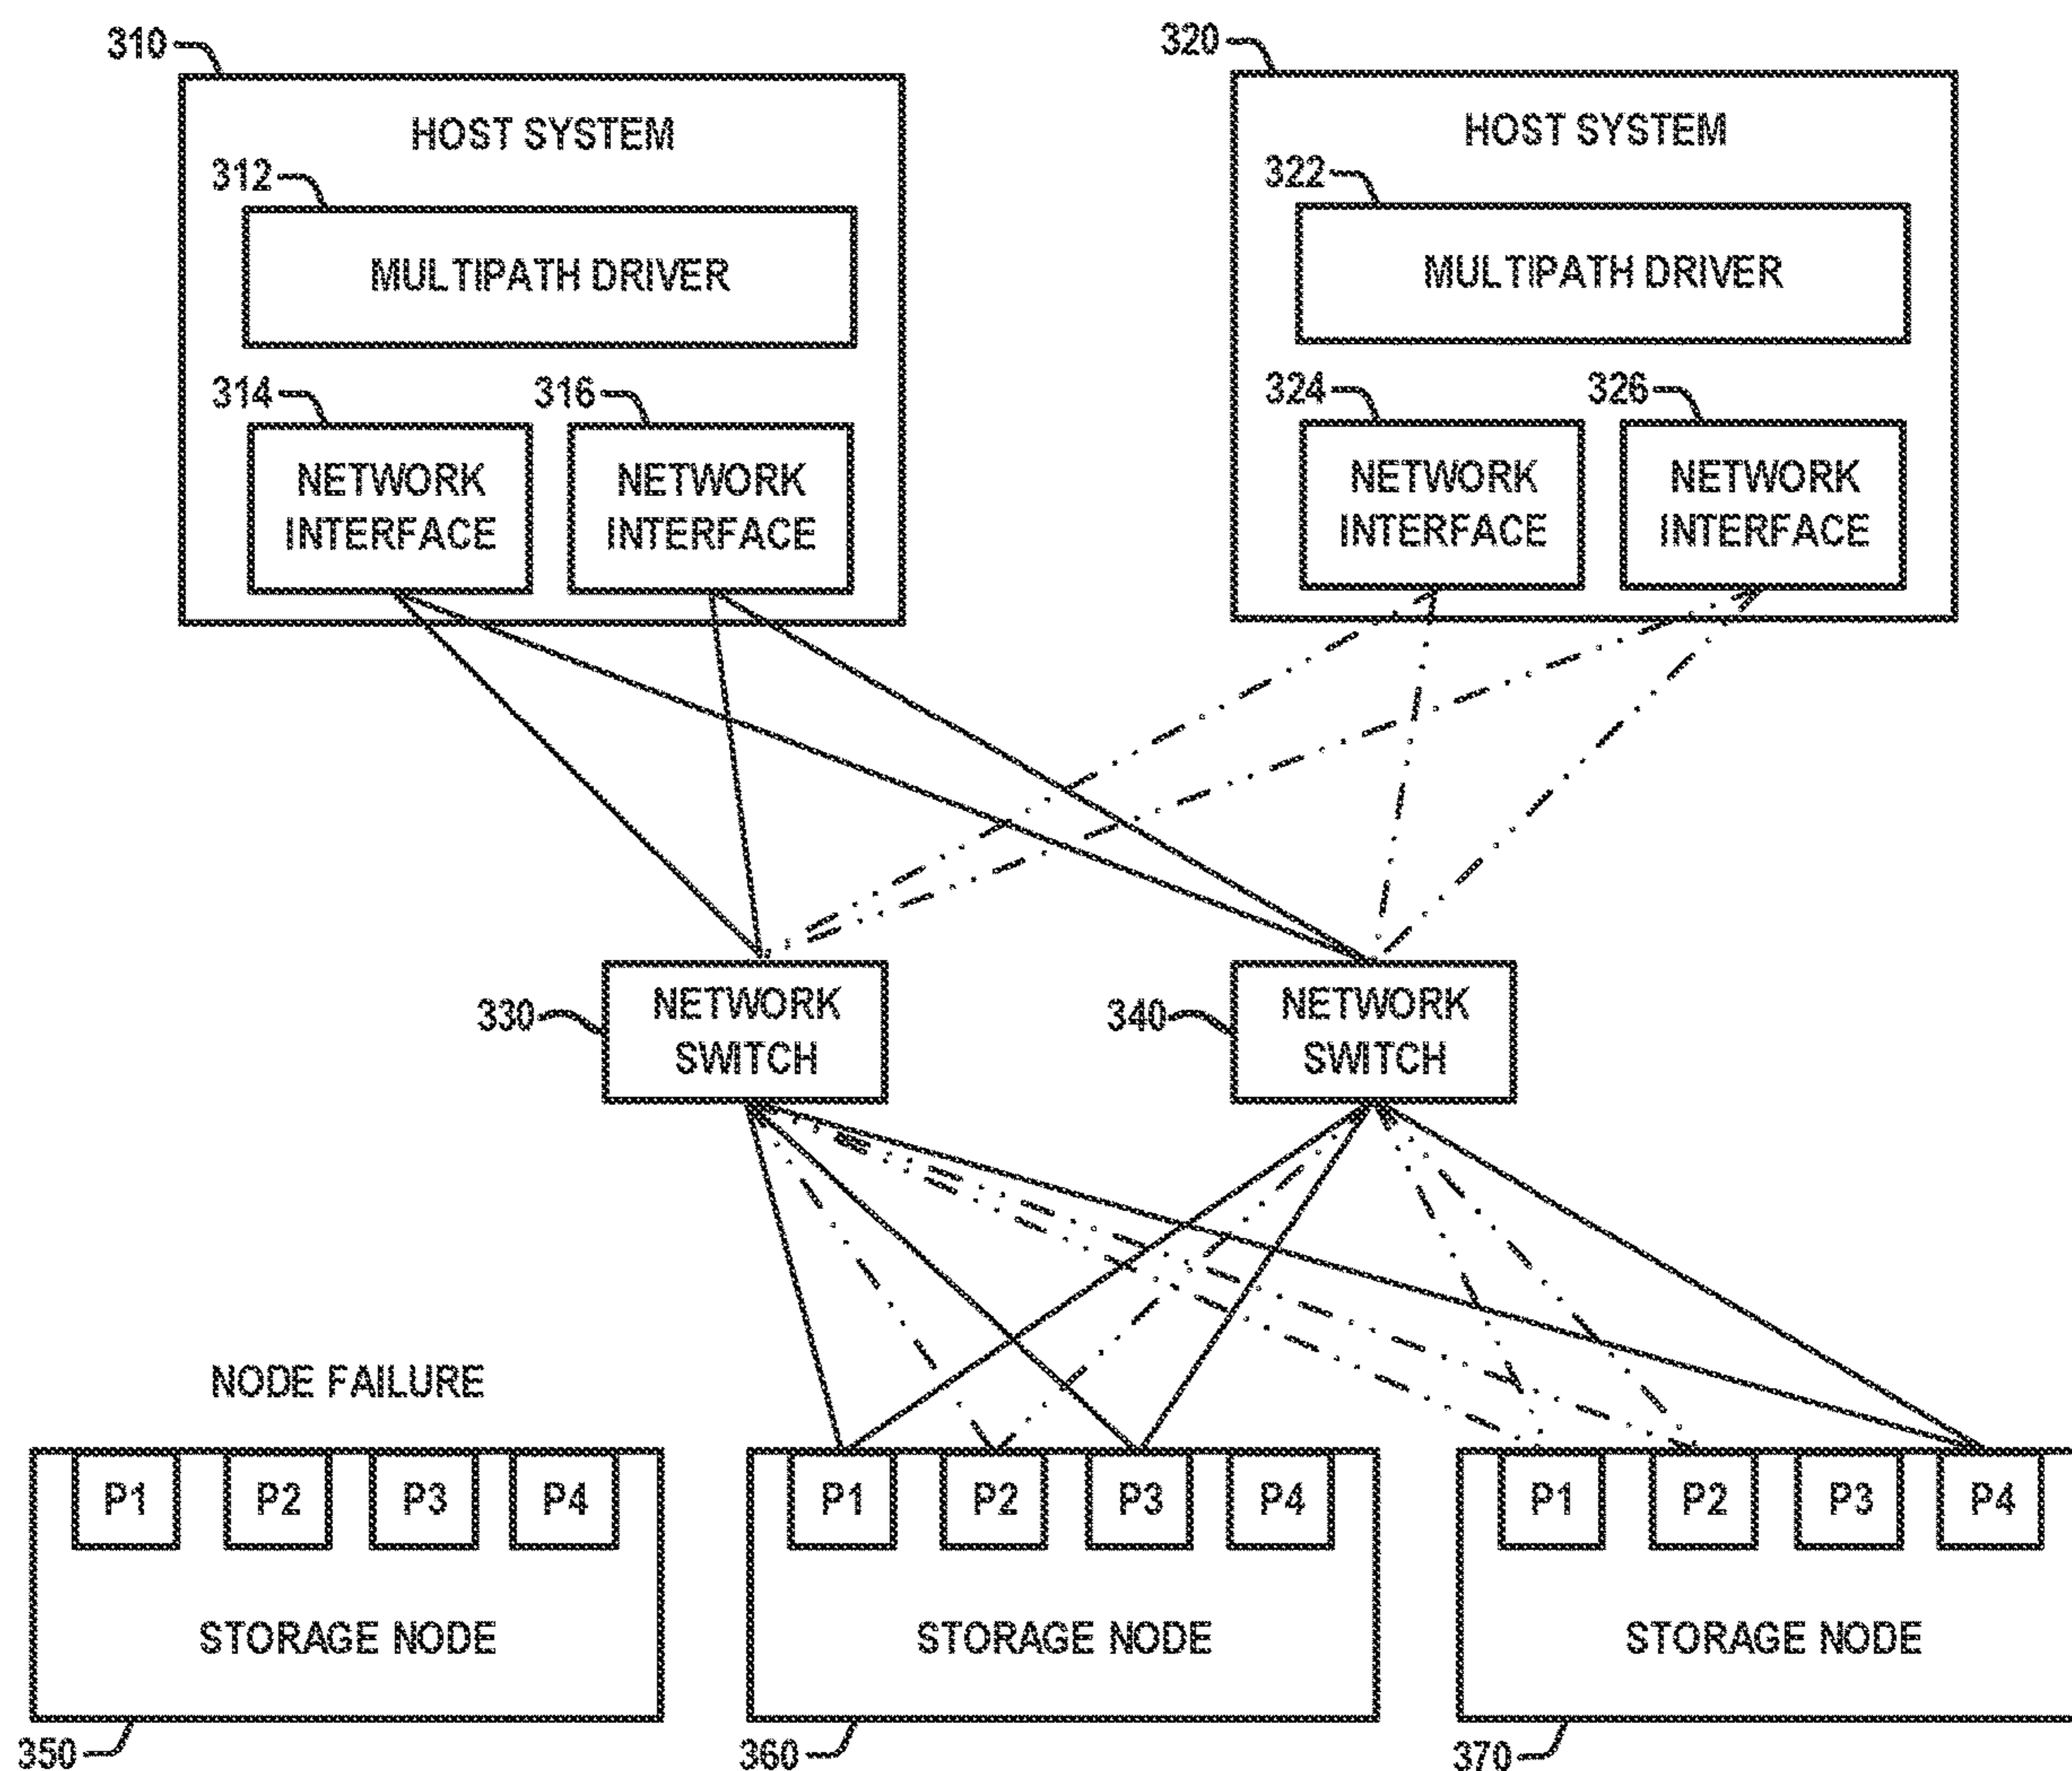 310
320
HOST SYSTEM
HOST SYSTEM
312
322
MULTIPATH DRIVER
MULTIPATH DRIVER
314
316
324
326
NETWORK
INTERFACE
NETWORK
INTERFACE
NETWORK
INTERFACE
NETWORK
INTERFACE
330
NETWORK
SWITCH
340
NETWORK
SWITCH
NODE FAILURE
P1
P2
P3
P4
P1
P2
P3
P4
P1
P2
P3
P4
STORAGE NODE
STORAGE NODE
STORAGE NODE
350
360
370